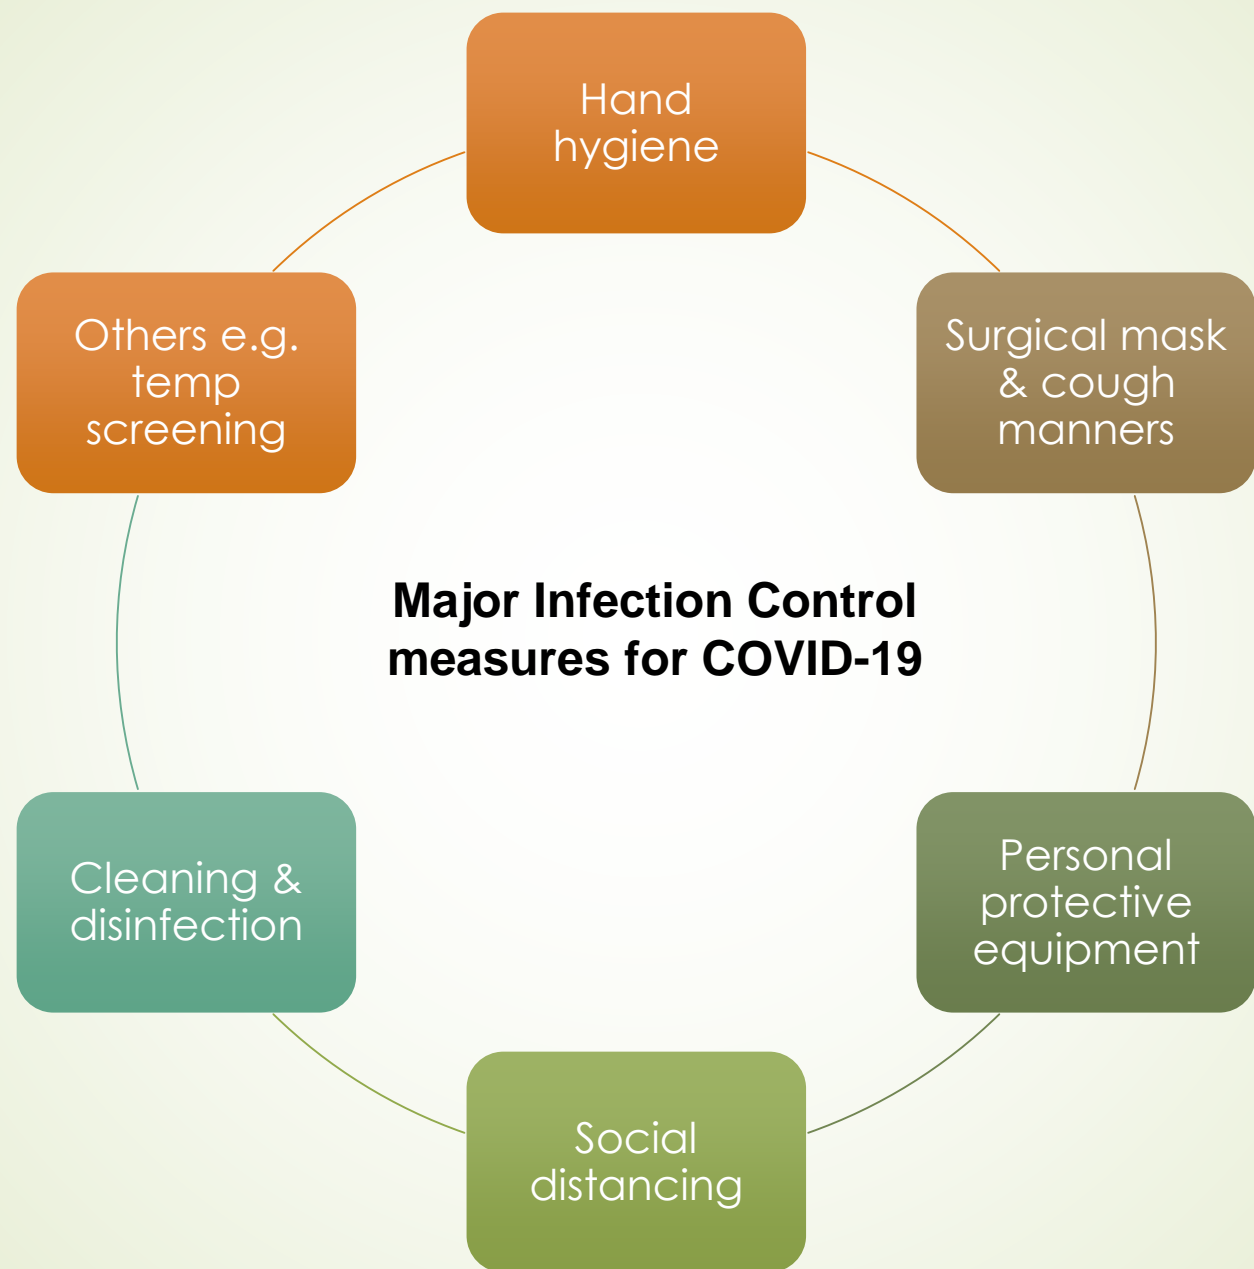 Hand
hygiene
Surgical mask
& cough
manners
Personal
protective
equipment
Social
distancing
Cleaning &
disinfection
Others e.g.
temp
screening
Major Infection Control
measures for COVID-19